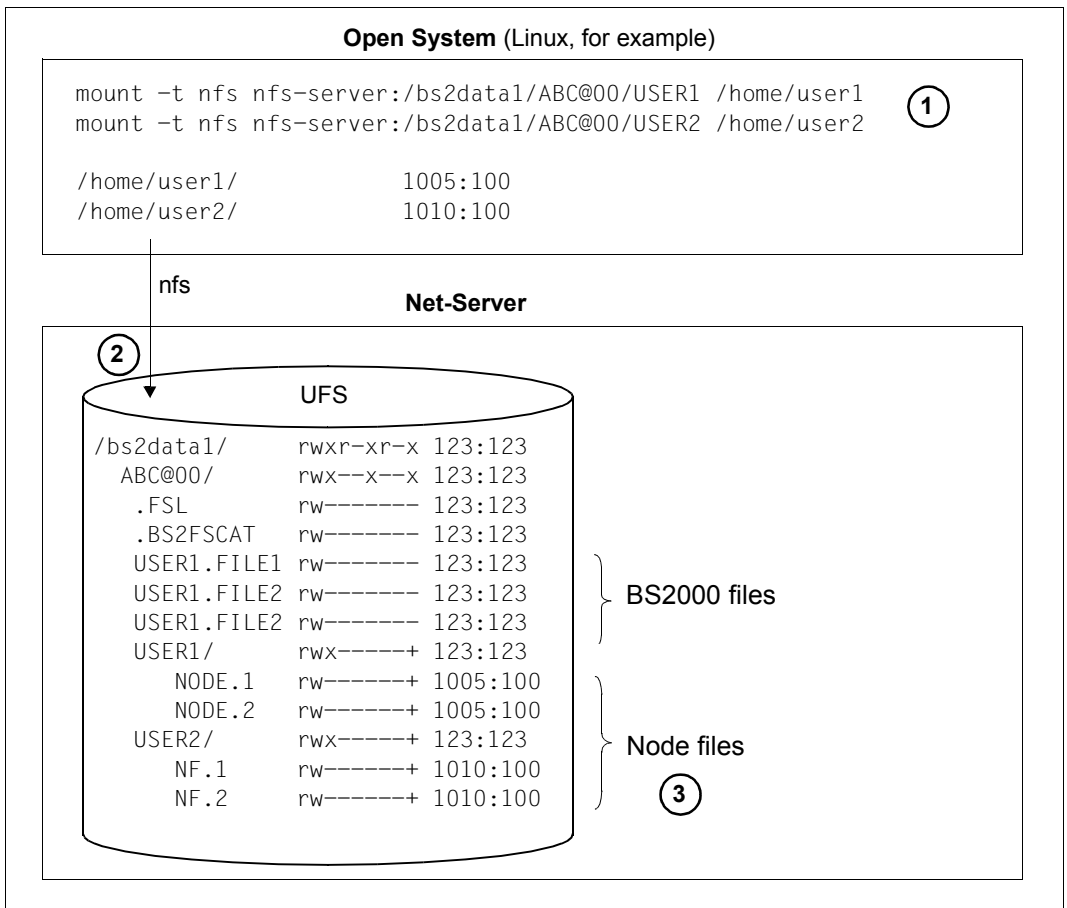 Open System (Linux, for example)
mount -t nfs nfs-server:/bs2data1/ABC@00/USER1 /home/user1
mount -t nfs nfs-server:/bs2data1/ABC@00/USER2 /home/user2
1
/home/user1/ 1005:100
/home/user2/ 1010:100
nfs
Net-Server
2
UFS
/bs2data1/ rwxr-xr-x 123:123
ABC@00/ rwx--x--x 123:123
.FSL rw------- 123:123
.BS2FSCAT rw------- 123:123
USER1.FILE1 rw------- 123:123
USER1.FILE2 rw------- 123:123
USER1.FILE2 rw------- 123:123
BS2000 files
USER1/ rwx-----+ 123:123
NODE.1 rw------+ 1005:100
NODE.2 rw------+ 1005:100
USER2/ rwx-----+ 123:123
NF.1 rw------+ 1010:100
NF.2 rw------+ 1010:100
Node files
3